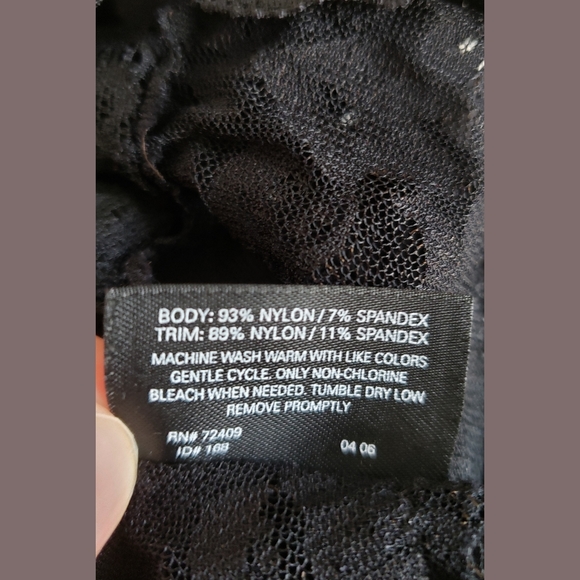 BODY: 93% NYLON/7% SPANDEX
TRIM: 89% NYLON/11% SPANDEX
MACHINE WASH WARM WITH LIKE COLORS
GENTLE CYCLE. ONLY NON-CHLORINE
BLEACH WHEN NEEDED. TUMBLE DRY LOW
REMOVE PROMPTLY
RN# 72409
ID# 168 04 06